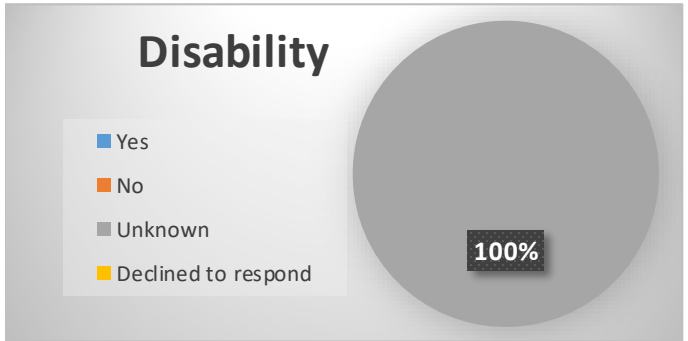 Disability
Yes
No
Unknown
Declined to respond
100%